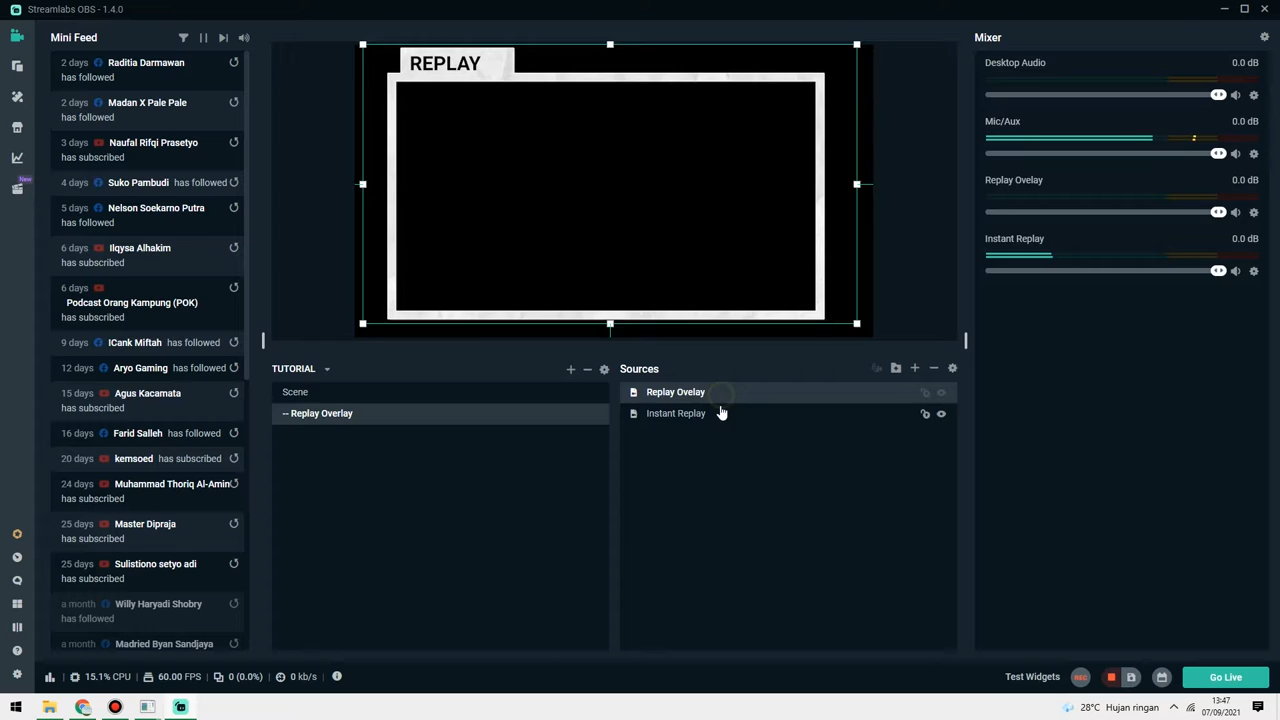 Streamlabs OBS - 1.4.0
Mini Feed
2 days Raditia Darmawan
has followed
2 days Madan X Pale Pale
has followed
3 days Naufal Rifqi Prasetyo
has subscribed
4 days Suko Pambudi has followed
5 days Nelson Soekarno Putra
has followed
6 days Ilqysa Alhakim
has subscribed
6 days
Podcast Orang Kampung (POK)
has subscribed
9 days ICank Miftah has followed
12 days Aryo Gaming has followed
15 days Agus Kacamata
has subscribed
16 days Farid Salleh has followed
20 days kemsoed has subscribed
24 days Muhammad Thoriq Al-Amin
has subscribed
25 days Master Dipraja
has subscribed
25 days Sulistiono setyo adi
has subscribed
a month Willy Haryadi Shobry
has followed
a month Madried Byan Sandjaya
New
REPLAY
TUTORIAL
Scene
-- Replay Overlay
Sources
Replay Ovelay
Instant Replay
Mixer
Desktop Audio 0.0 dB
Mic/Aux 0.0 dB
Replay Ovelay 0.0 dB
Instant Replay 0.0 dB
15.1% CPU 60.00 FPS 0 (0.0%) 0 kb/s
Test Widgets REC Go Live
28°C Hujan ringan
13:47
07/09/2021